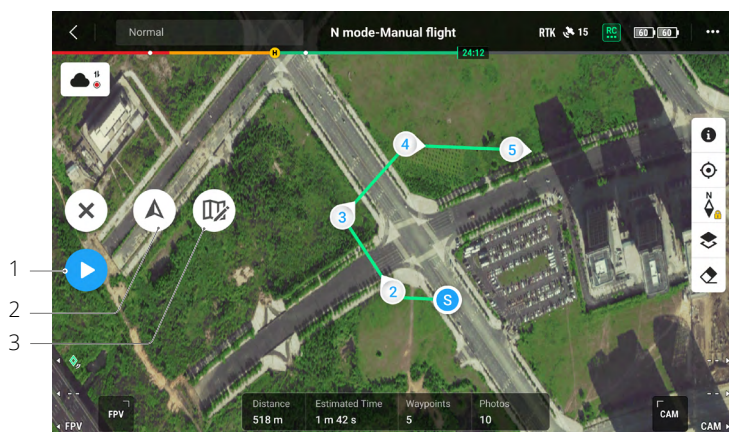 Normal
N mode-Manual flight
RTK 15 RC 60 60
H
24:12
4
5
3
1
2
2
S
3
N
Distance Estimated Time Waypoints Photos
518 m 1 m 42 s 5 10
FPV
CAM
FPV
CAM